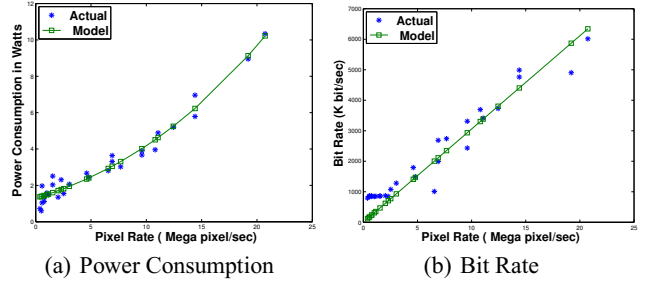 Actual
Model
Power Consumption in Watts
12
10
8
6
4
2
0
0 5 10 15 20 25
Pixel Rate ( Mega pixel/sec)
(a) Power Consumption
Actual
Model
Bit Rate (K bit/sec)
7000
6000
5000
4000
3000
2000
1000
0
0 5 10 15 20 25
Pixel Rate ( Mega pixel/sec)
(b) Bit Rate